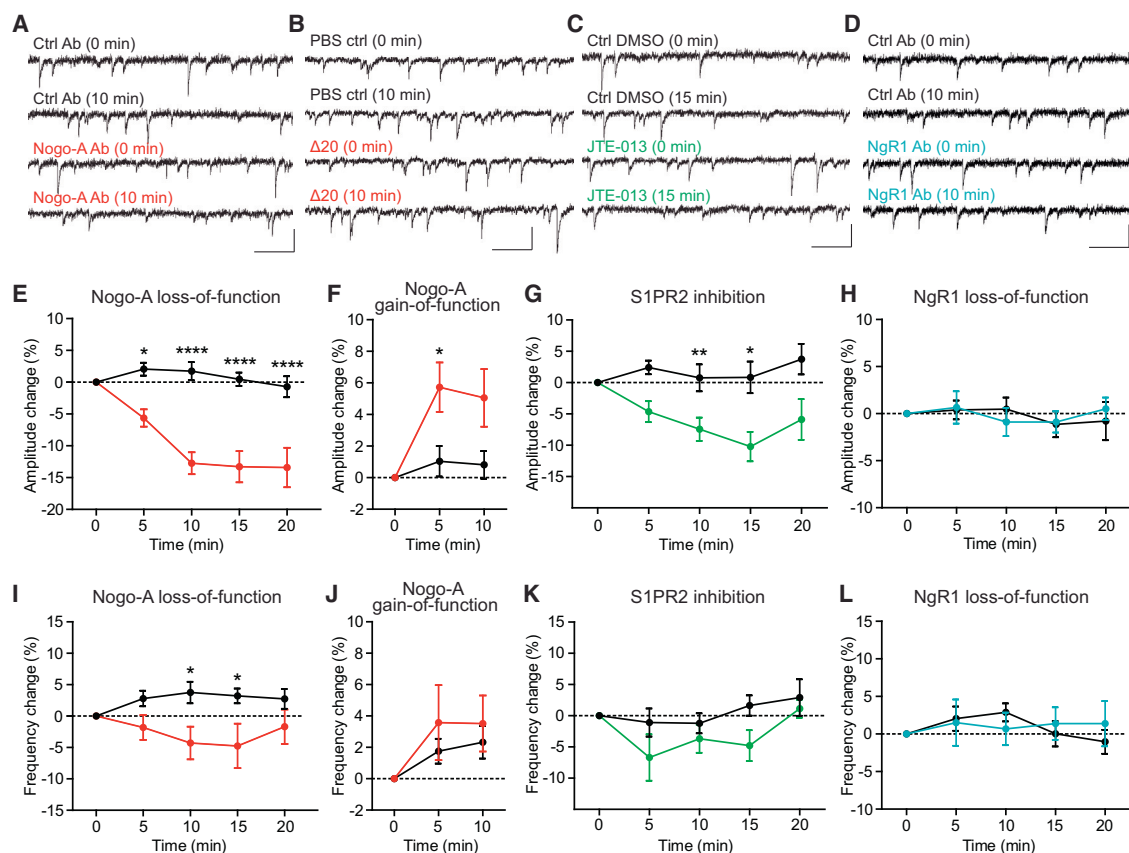 A
B
C
D
Ctrl Ab (0 min)
Ctrl Ab (10 min)
Nogo-A Ab (0 min)
Nogo-A Ab (10 min)
PBS ctrl (0 min)
PBS ctrl (10 min)
Δ20 (0 min)
Δ20 (10 min)
Ctrl DMSO (0 min)
Ctrl DMSO (15 min)
JTE-013 (0 min)
JTE-013 (15 min)
Ctrl Ab (0 min)
Ctrl Ab (10 min)
NgR1 Ab (0 min)
NgR1 Ab (10 min)
E
Nogo-A loss-of-function
Amplitude change (%)
10
5
0
-5
-10
-15
-20
* **** **** ****
0 5 10 15 20
Time (min)
F
Nogo-A
gain-of-function
Amplitude change (%)
10
8
6
4
2
0
-2
*
0 5 10
Time (min)
G
S1PR2 inhibition
Amplitude change (%)
10
5
0
-5
-10
-15
** *
0 5 10 15 20
Time (min)
H
NgR1 loss-of-function
Amplitude change (%)
10
5
0
-5
-10
0 5 10 15 20
Time (min)
I
Nogo-A loss-of-function
Frequency change (%)
15
10
5
0
-5
-10
-15
* *
0 5 10 15 20
Time (min)
J
Nogo-A
gain-of-function
Frequency change (%)
10
8
6
4
2
0
-2
0 5 10
Time (min)
K
S1PR2 inhibition
Frequency change (%)
15
10
5
0
-5
-10
0 5 10 15 20
Time (min)
L
NgR1 loss-of-function
Frequency change (%)
15
10
5
0
-5
-10
0 5 10 15 20
Time (min)